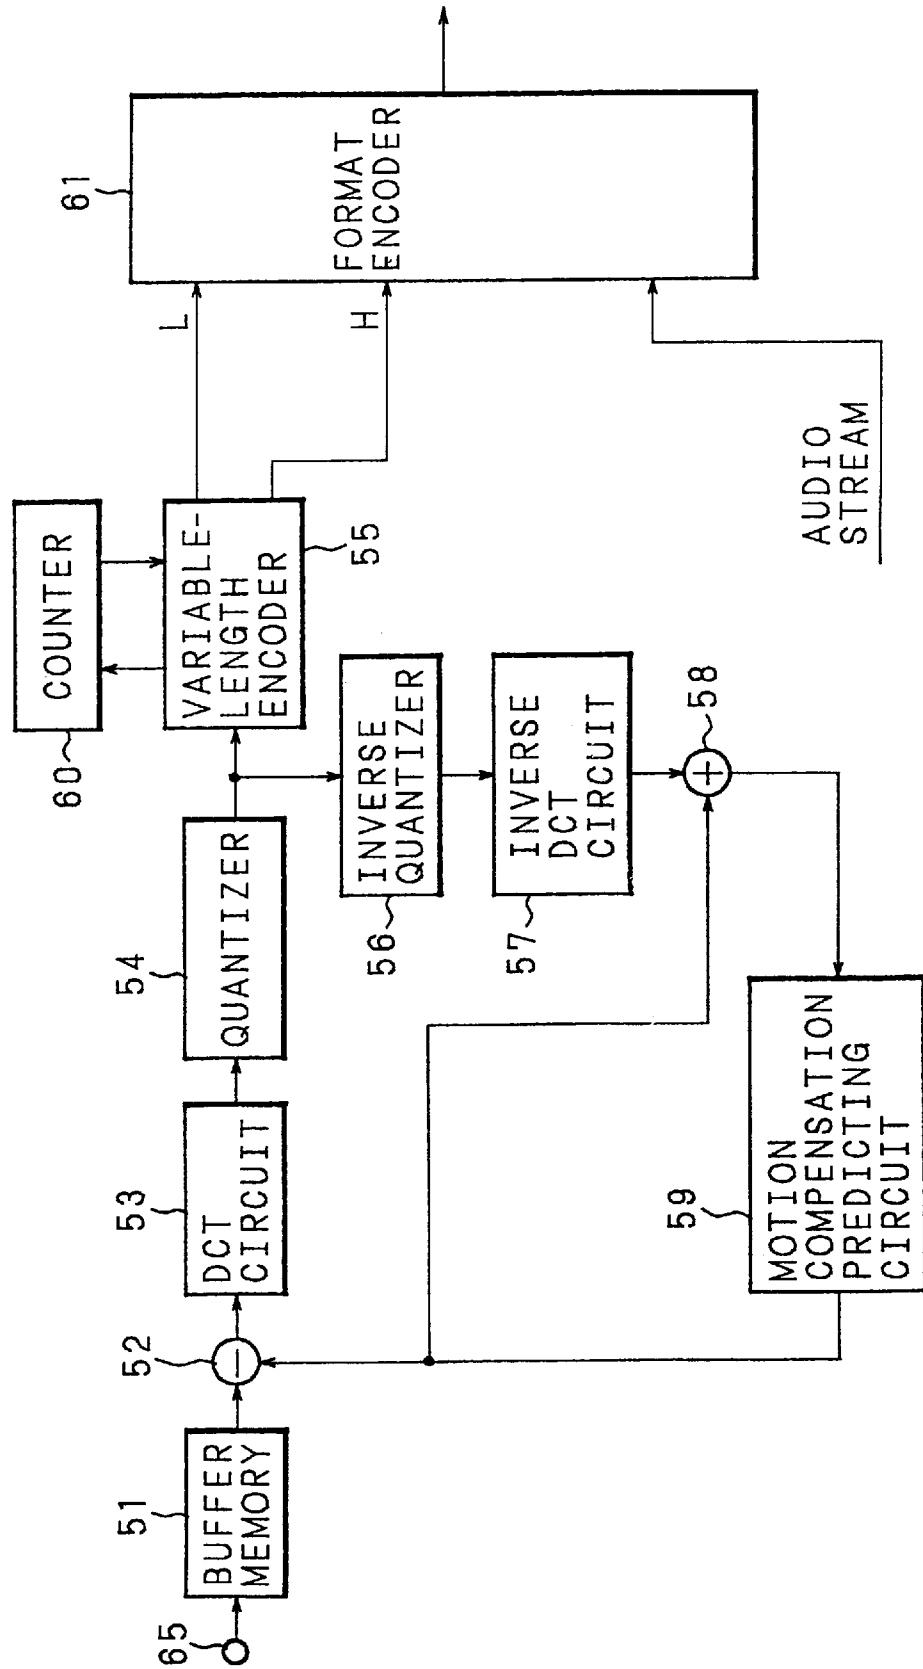 60
COUNTER
61
51
52
53
54
L
BUFFER
MEMORY
−
DCT
CIRCUIT
QUANTIZER
VARIABLE-
LENGTH
ENCODER
65
55
H
FORMAT
ENCODER
56
INVERSE
QUANTIZER
57
INVERSE
DCT
CIRCUIT
58
+
59
MOTION
COMPENSATION
PREDICTING
CIRCUIT
AUDIO
STREAM